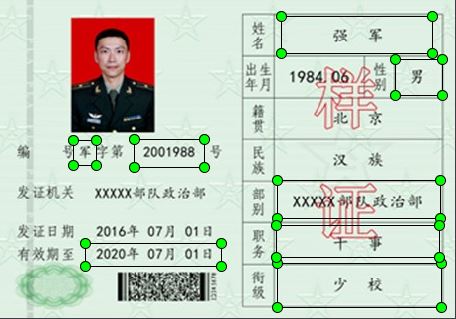 姓名 强 军
出生年月 1984.06 性别 男
籍贯 北 京
民族 汉 族
部别 XXXXX部队政治部
职务 干 事
衔级 少 校
样
证
编 号 军 字第 2001988 号
发证机关 XXXXX部队政治部
发证日期 2016年 07月 01日
有效期至 2020年 07月 01日